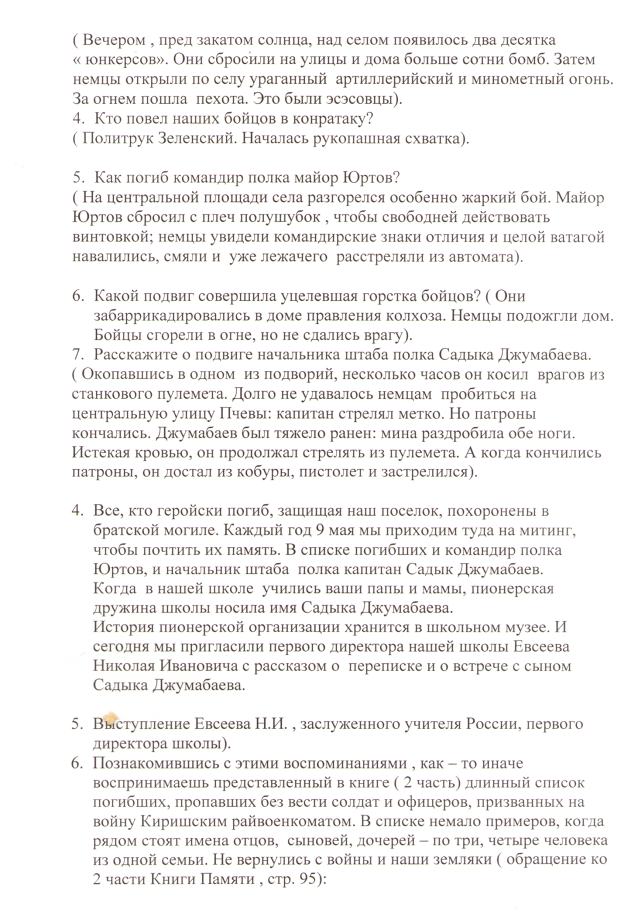 ( Вечером , пред закатом солнца, над селом появилось два десятка
« юнкерсов». Они сбросили на улицы и дома больше сотни бомб. Затем
немцы открыли по селу ураганный артиллерийский и минометный огонь.
За огнем пошла пехота. Это были эсэсовцы).
4. Кто повел наших бойцов в конратаку?
( Политрук Зеленский. Началась рукопашная схватка).
5. Как погиб командир полка майор Юртов?
( На центральной площади села разгорелся особенно жаркий бой. Майор
Юртов сбросил с плеч полушубок , чтобы свободней действовать
винтовкой; немцы увидели командирские знаки отличия и целой ватагой
навалились, смяли и уже лежачего расстреляли из автомата).
6. Какой подвиг совершила уцелевшая горстка бойцов? ( Они
забаррикадировались в доме правления колхоза. Немцы подожгли дом.
Бойцы сгорели в огне, но не сдались врагу).
7. Расскажите о подвиге начальника штаба полка Садыка Джумабаева.
( Окопавшись в одном из подворий, несколько часов он косил врагов из
станкового пулемета. Долго не удавалось немцам пробиться на
центральную улицу Пчевы: капитан стрелял метко. Но патроны
кончались. Джумабаев был тяжело ранен: мина раздробила обе ноги.
Истекая кровью, он продолжал стрелять из пулемета. А когда кончились
патроны, он достал из кобуры, пистолет и застрелился).
4. Все, кто геройски погиб, защищая наш поселок, похоронены в
братской могиле. Каждый год 9 мая мы приходим туда на митинг,
чтобы почтить их память. В списке погибших и командир полка
Юртов, и начальник штаба полка капитан Садык Джумабаев.
Когда в нашей школе учились ваши папы и мамы, пионерская
дружина школы носила имя Садыка Джумабаева.
История пионерской организации хранится в школьном музее. И
сегодня мы пригласили первого директора нашей школы Евсеева
Николая Ивановича с рассказом о переписке и о встрече с сыном
Садыка Джумабаева.
5. Выступление Евсеева Н.И. , заслуженного учителя России, первого
директора школы).
6. Познакомившись с этими воспоминаниями , как – то иначе
воспринимаешь представленный в книге ( 2 часть) длинный список
погибших, пропавших без вести солдат и офицеров, призванных на
войну Киришским райвоенкоматом. В списке немало примеров, когда
рядом стоят имена отцов, сыновей, дочерей – по три, четыре человека
из одной семьи. Не вернулись с войны и наши земляки ( обращение ко
2 части Книги Памяти , стр. 95):